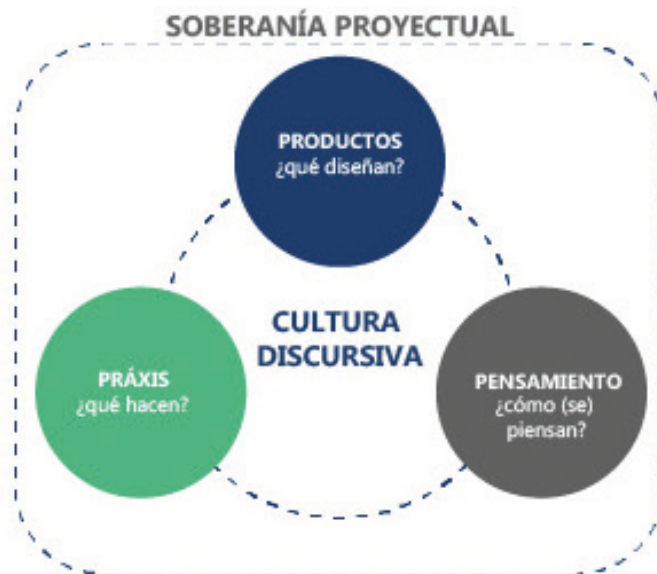 SOBERANÍA PROYECTUAL
PRODUCTOS
¿qué diseñan?
CULTURA
DISCURSIVA
PRÁXIS
¿qué hacen?
PENSAMIENTO
¿cómo (se)
piensan?